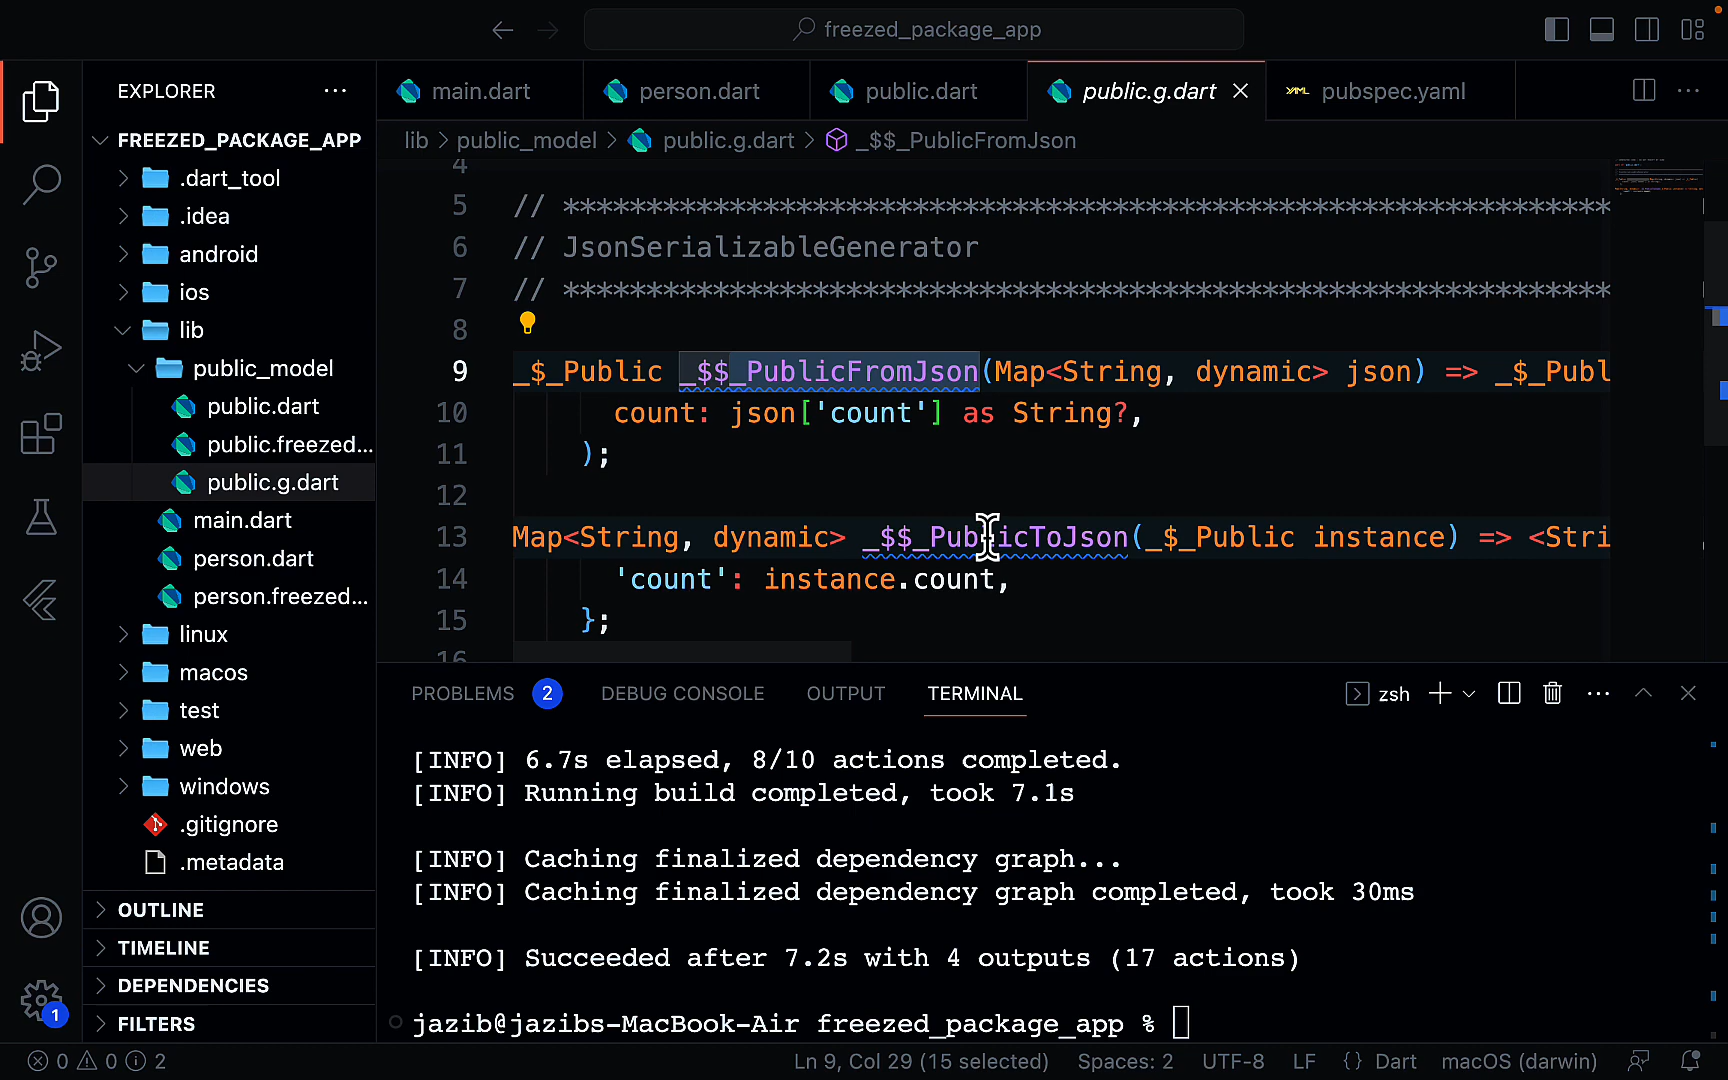 freezed_package_app
EXPLORER
FREEZED_PACKAGE_APP
.dart_tool
.idea
android
ios
lib
public_model
public.dart
public.freezed...
public.g.dart
main.dart
person.dart
person.freezed...
linux
macos
test
web
windows
.gitignore
.metadata
OUTLINE
TIMELINE
DEPENDENCIES
FILTERS
1
main.dart
person.dart
public.dart
public.g.dart
YAML pubspec.yaml
lib > public_model > public.g.dart > _$$_PublicFromJson
4
5 // ***************************************************************
6 // JsonSerializableGenerator
7 // ***************************************************************
8
9 _$_Public _$$_PublicFromJson(Map<String, dynamic> json) => _$_Publ
10 count: json['count'] as String?,
11 );
12
13 Map<String, dynamic> _$$_PublicToJson(_$_Public instance) => <Stri
14 'count': instance.count,
15 };
16
PROBLEMS 2 DEBUG CONSOLE OUTPUT TERMINAL zsh
[INFO] 6.7s elapsed, 8/10 actions completed.
[INFO] Running build completed, took 7.1s
[INFO] Caching finalized dependency graph...
[INFO] Caching finalized dependency graph completed, took 30ms
[INFO] Succeeded after 7.2s with 4 outputs (17 actions)
jazib@jazibs-MacBook-Air freezed_package_app %
0 0 2 Ln 9, Col 29 (15 selected) Spaces: 2 UTF-8 LF {} Dart macOS (darwin)